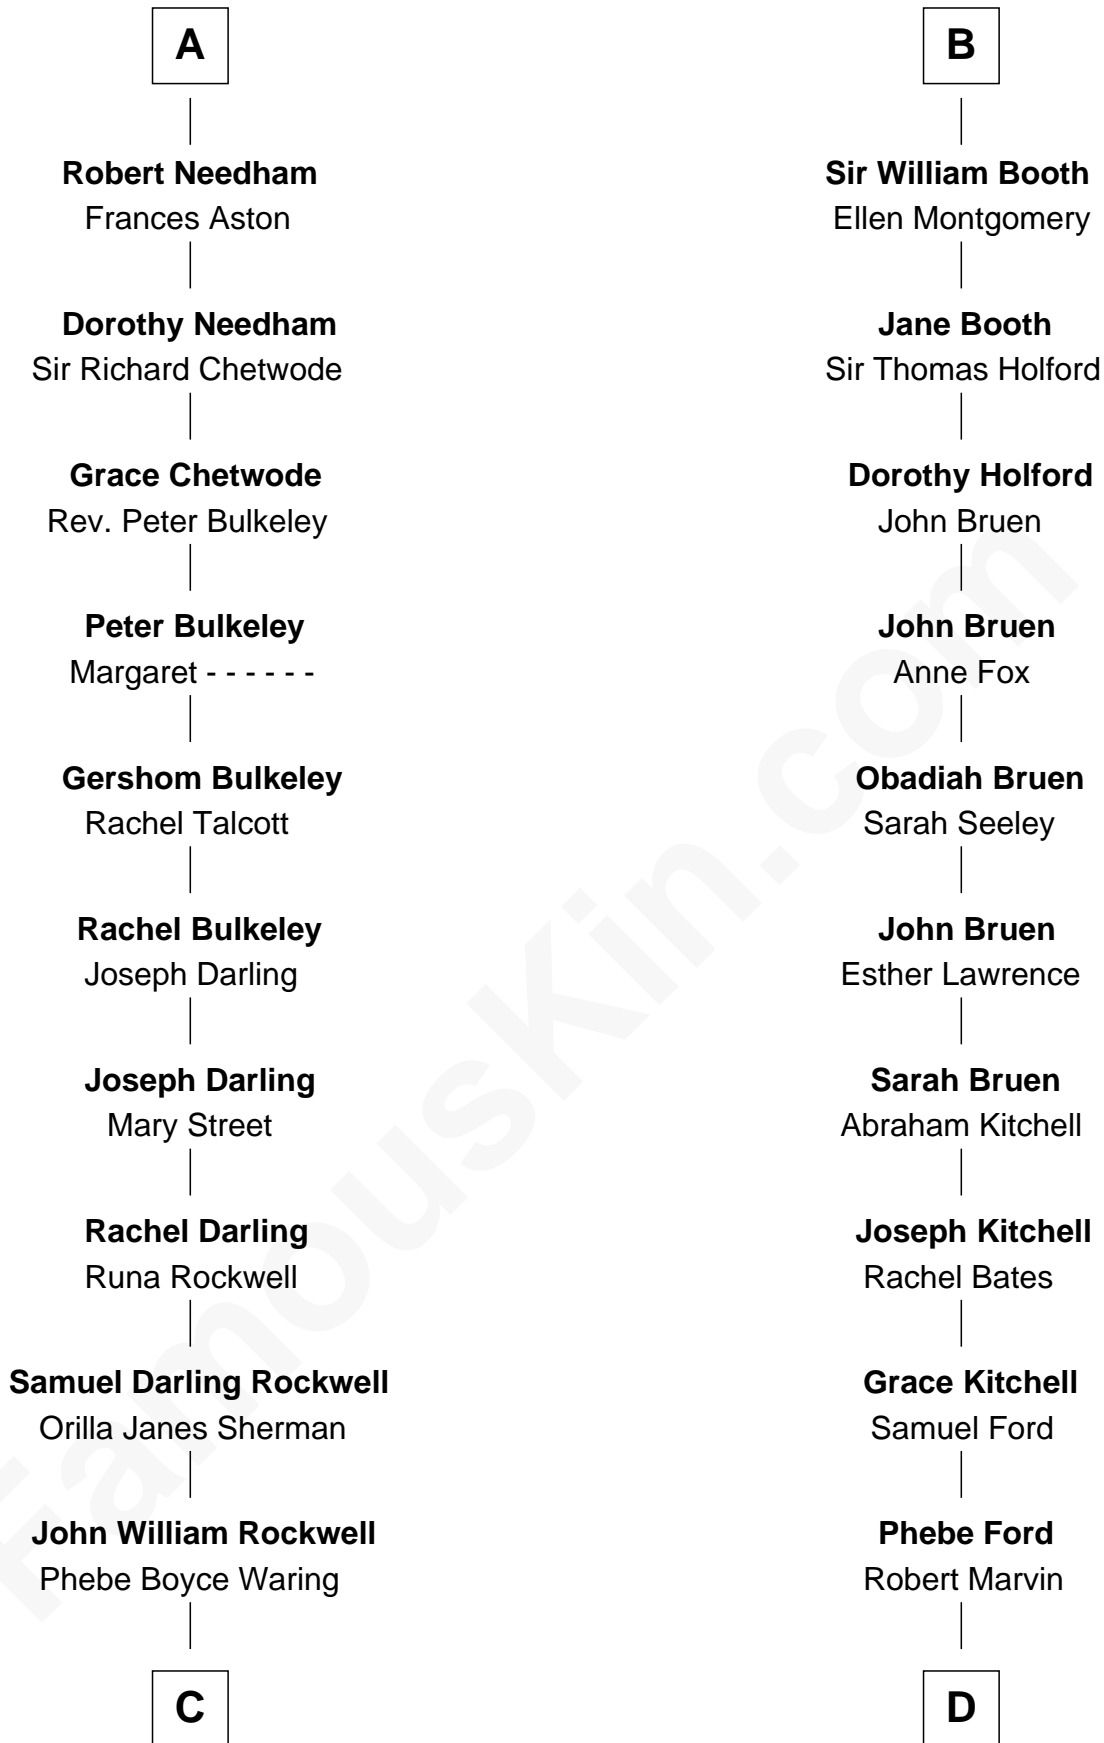 A
Robert Needham
Frances Aston
Dorothy Needham
Sir Richard Chetwode
Grace Chetwode
Rev. Peter Bulkeley
Peter Bulkeley
Margaret - - - - - -
Gershom Bulkeley
Rachel Talcott
Rachel Bulkeley
Joseph Darling
Joseph Darling
Mary Street
Rachel Darling
Runa Rockwell
Samuel Darling Rockwell
Orilla Janes Sherman
John William Rockwell
Phebe Boyce Waring
C
B
Sir William Booth
Ellen Montgomery
Jane Booth
Sir Thomas Holford
Dorothy Holford
John Bruen
John Bruen
Anne Fox
Obadiah Bruen
Sarah Seeley
John Bruen
Esther Lawrence
Sarah Bruen
Abraham Kitchell
Joseph Kitchell
Rachel Bates
Grace Kitchell
Samuel Ford
Phebe Ford
Robert Marvin
D
FamousKin.com